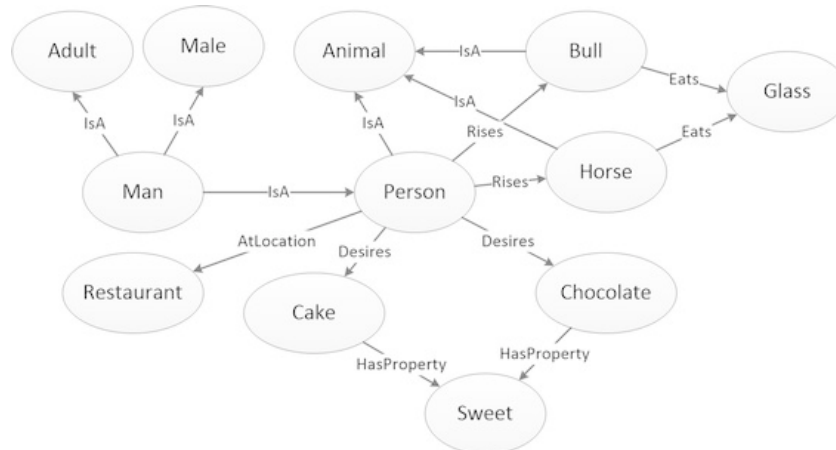 Adult
Male
Animal
IsA
Bull
Eats
Glass
IsA
IsA
IsA
IsA
Rises
Eats
Man
IsA
Person
Rises
Horse
AtLocation
Desires
Desires
Restaurant
Cake
Chocolate
HasProperty
HasProperty
Sweet